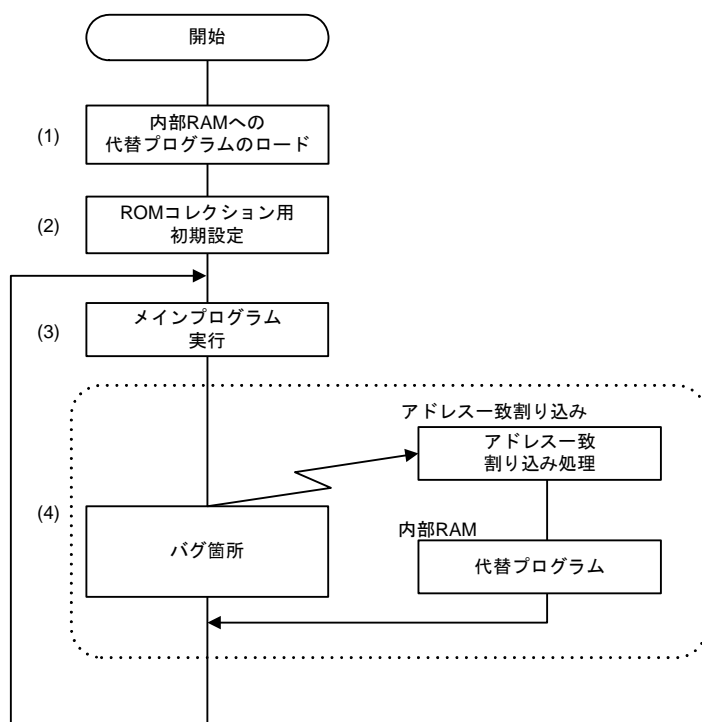 開始
(1)
内部RAMへの
代替プログラムのロード
(2)
ROMコレクション用
初期設定
(3)
メインプログラム
実行
アドレス一致割り込み
アドレス一致
割り込み処理
(4)
バグ箇所
内部RAM
代替プログラム